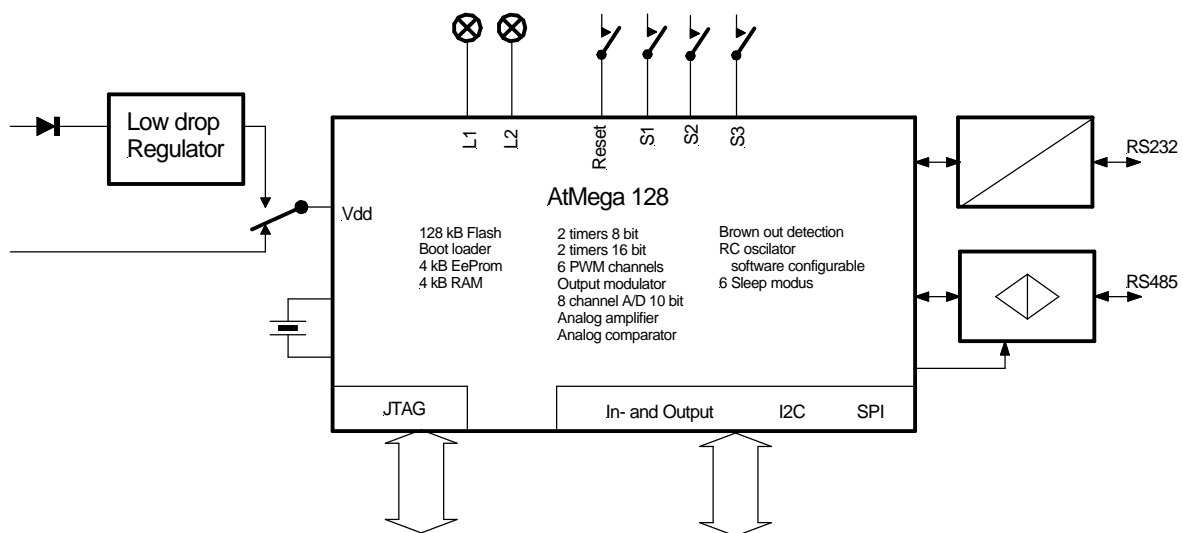 L1
L2
Reset
S1
S2
S3
Low drop
Regulator
RS232
AtMega 128
Vdd
128 kB Flash
Boot loader
4 kB EeProm
4 kB RAM
2 timers 8 bit
2 timers 16 bit
6 PWM channels
Output modulator
8 channel A/D 10 bit
Analog amplifier
Analog comparator
Brown out detection
RC oscilator
software configurable
6 Sleep modus
RS485
JTAG
In- and Output
I2C
SPI